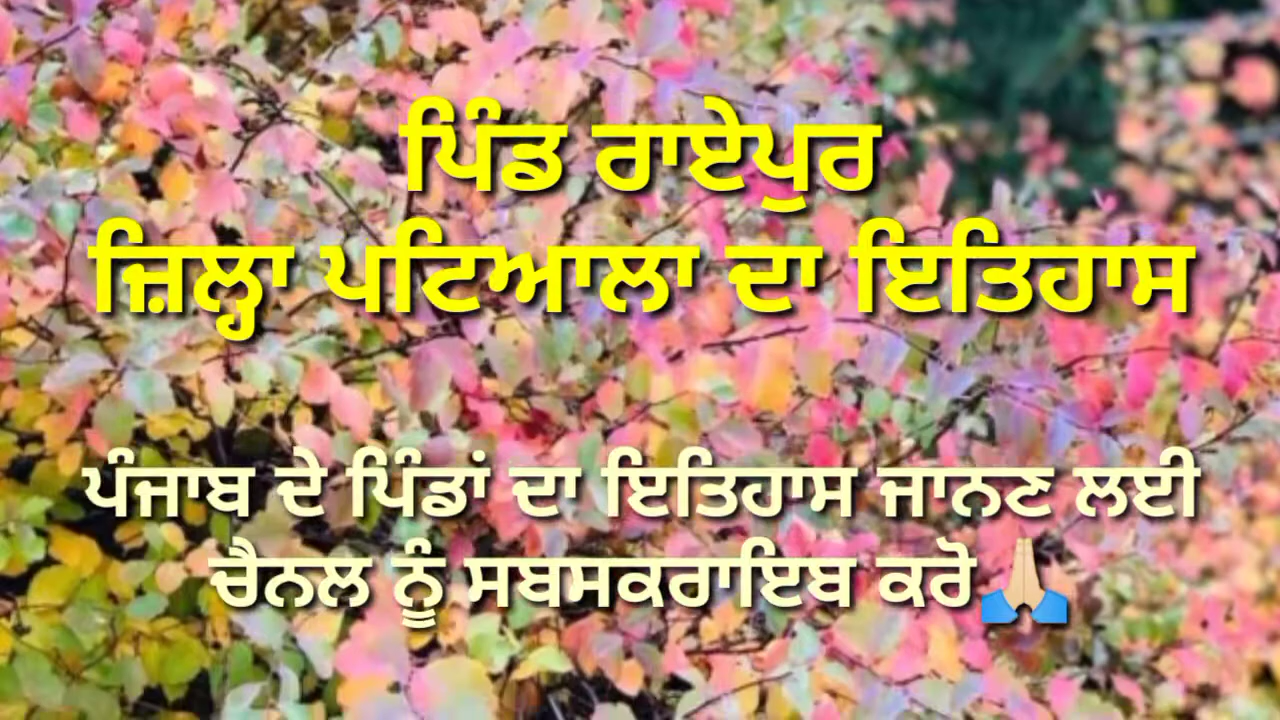 ਪਿੰਡ ਰਾਏਪੁਰ
ਜ਼ਿਲ੍ਹਾ ਪਟਿਆਲਾ ਦਾ ਇਤਿਹਾਸ
ਪੰਜਾਬ ਦੇ ਪਿੰਡਾਂ ਦਾ ਇਤਿਹਾਸ ਜਾਨਣ ਲਈ
ਚੈਨਲ ਨੂੰ ਸਬਸਕਰਾਇਬ ਕਰੋ🙏🏼